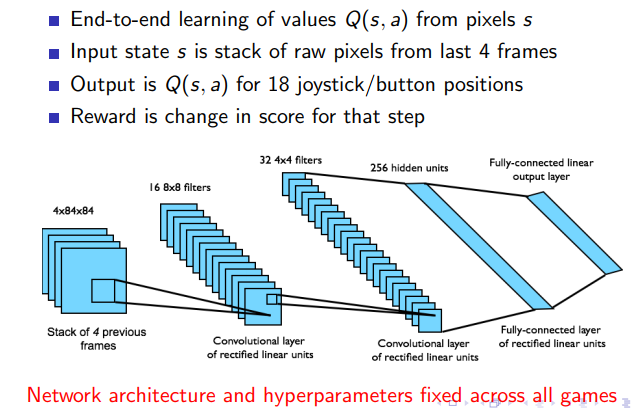 End-to-end learning of values Q(s, a) from pixels s
Input state s is stack of raw pixels from last 4 frames
Output is Q(s, a) for 18 joystick/button positions
Reward is change in score for that step
32 4x4 filters
256 hidden units
Fully-connected linear
output layer
16 8x8 filters
4x84x84
Stack of 4 previous
frames
Convolutional layer
of rectified linear units
Convolutional layer
of rectified linear units
Fully-connected layer
of rectified linear units
Network architecture and hyperparameters fixed across all games